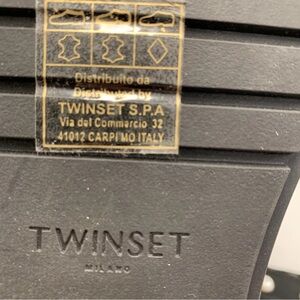 Distribuito da
Distributed by
TWINSET S.P.A
Via del Commercio 32
41012 CARPI MO ITALY
TWINSET
MILANO